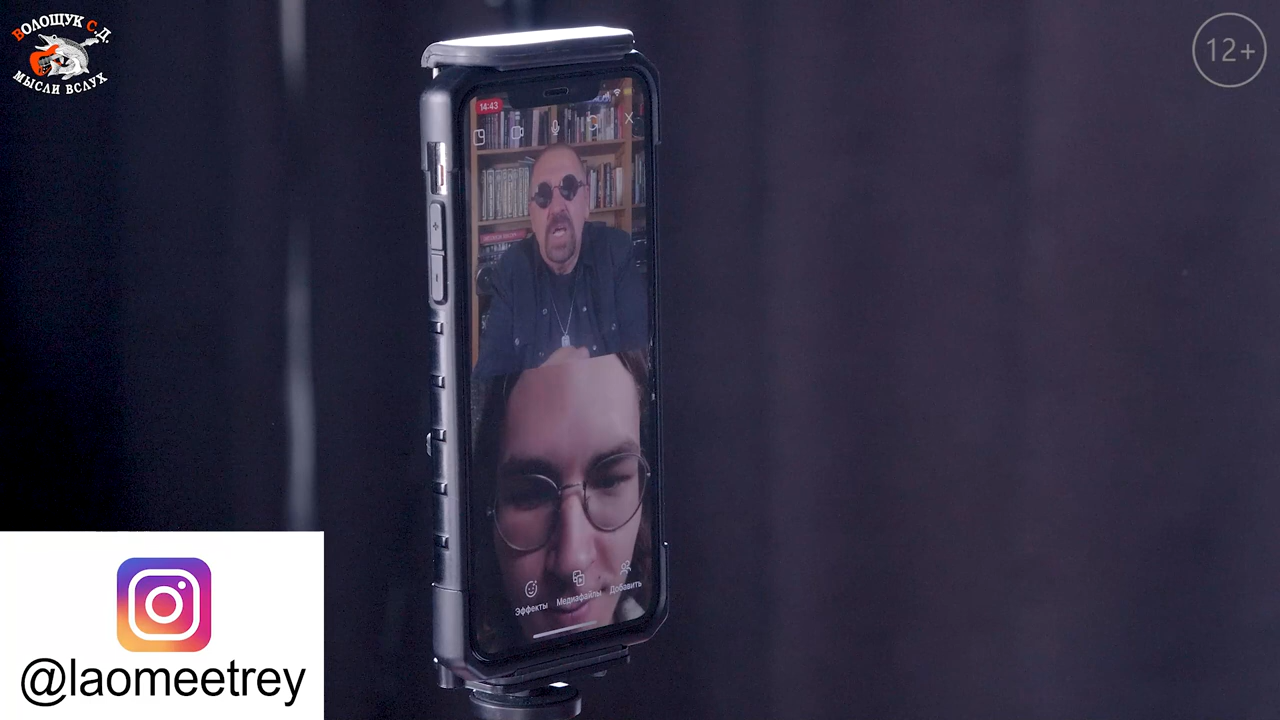 ВОЛОЩУК С.Д.
МЫСЛИ ВСЛУХ
12+
14:43
+
-
Эффекты
Медиафайлы
Добавить
@laomeetrey